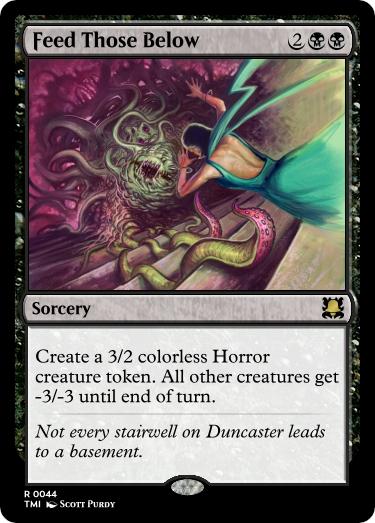 Feed Those Below 2
Sorcery
Create a 3/2 colorless Horror
creature token. All other creatures get
-3/-3 until end of turn.
Not every stairwell on Duncaster leads
to a basement.
R 0044
TMI Scott Purdy